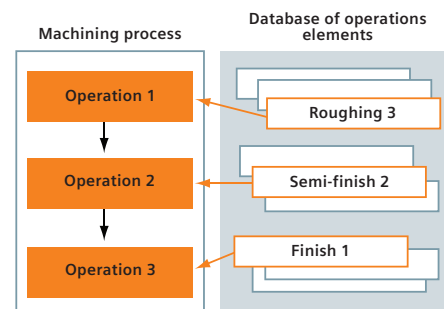 Machining process
Database of operations
elements
Operation 1
Roughing 3
Operation 2
Semi-finish 2
Operation 3
Finish 1